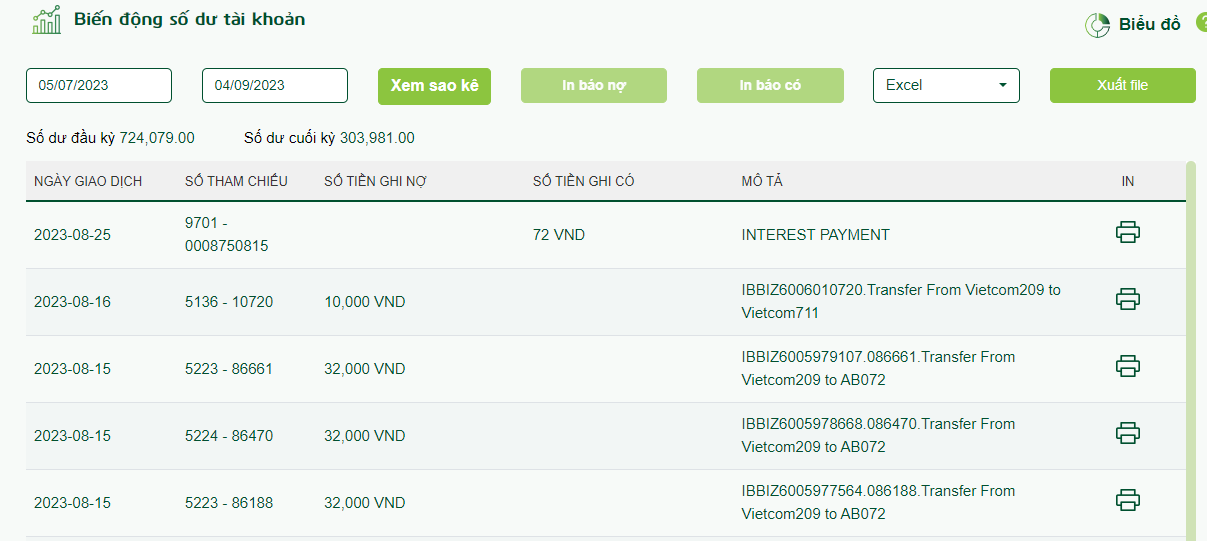 Biến động số dư tài khoản
Biểu đồ
?
05/07/2023 04/09/2023 Xem sao kê In báo nợ In báo có Excel Xuất file
Số dư đầu kỳ 724,079.00 Số dư cuối kỳ 303,981.00
NGÀY GIAO DỊCH SỐ THAM CHIẾU SỐ TIỀN GHI NỢ SỐ TIỀN GHI CÓ MÔ TẢ IN
9701 -
2023-08-25 72 VND INTEREST PAYMENT
0008750815
IBBIZ6006010720.Transfer From Vietcom209 to
2023-08-16 5136 - 10720 10,000 VND
Vietcom711
IBBIZ6005979107.086661.Transfer From
2023-08-15 5223 - 86661 32,000 VND
Vietcom209 to AB072
IBBIZ6005978668.086470.Transfer From
2023-08-15 5224 - 86470 32,000 VND
Vietcom209 to AB072
IBBIZ6005977564.086188.Transfer From
2023-08-15 5223 - 86188 32,000 VND
Vietcom209 to AB072